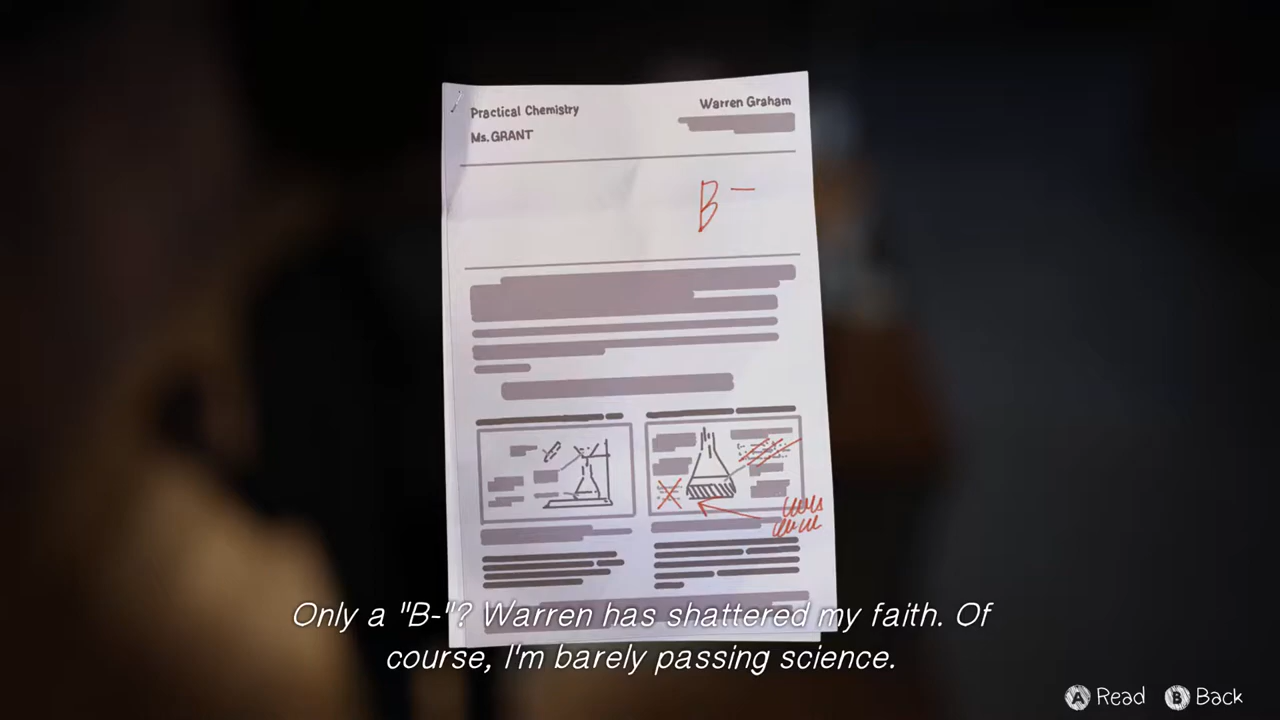 Practical Chemistry
Warren Graham
Ms. GRANT
B-
Only a "B-"? Warren has shattered my faith. Of
course, I'm barely passing science.
A Read B Back